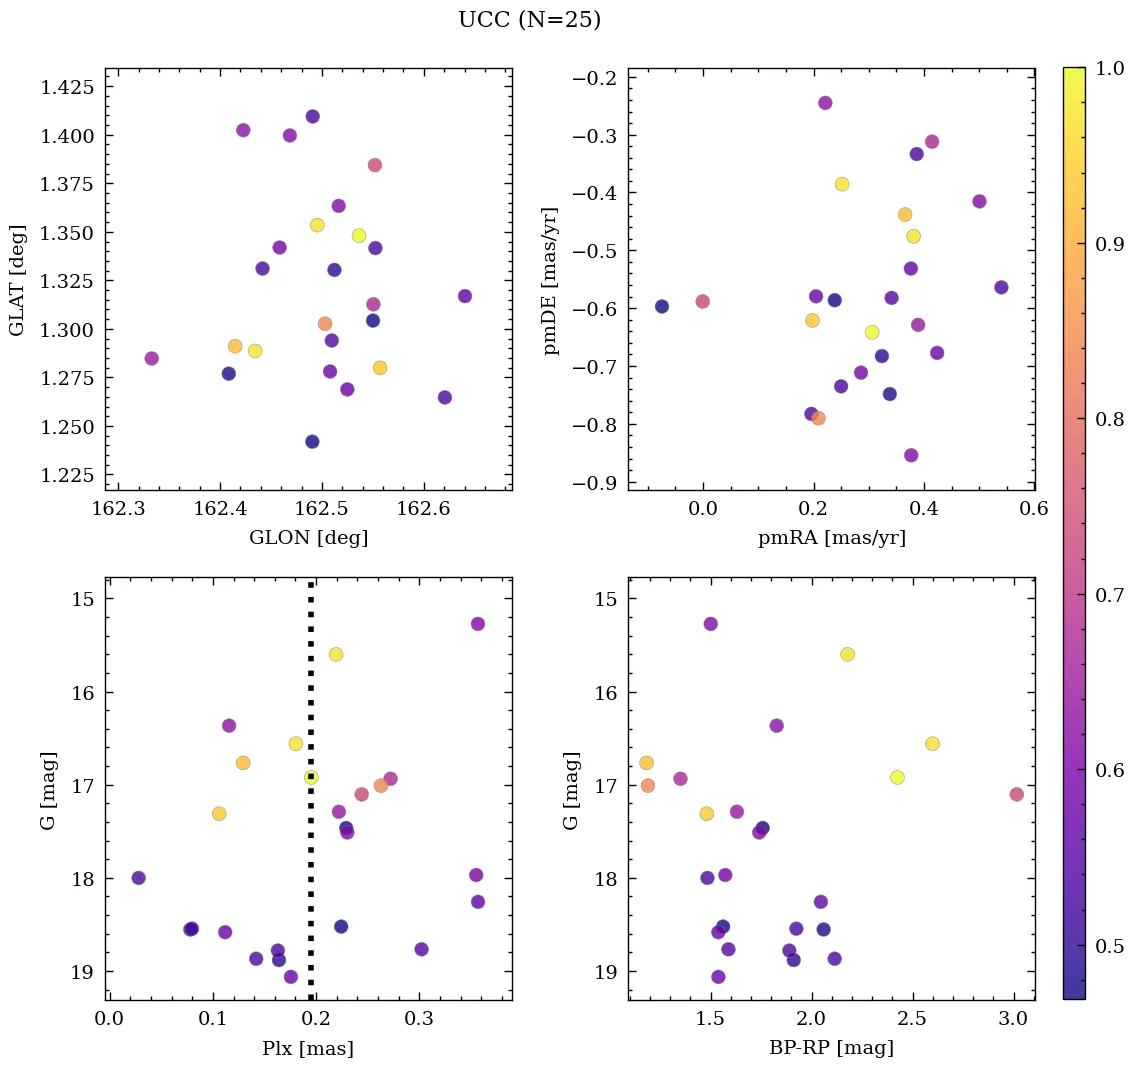 UCC (N=25)
1.425
1.400
1.375
1.350
1.325
1.300
1.275
1.250
1.225
GLAT [deg]
162.3 162.4 162.5 162.6
GLON [deg]
−0.2
−0.3
−0.4
−0.5
−0.6
−0.7
−0.8
−0.9
pmDE [mas/yr]
0.0 0.2 0.4 0.6
pmRA [mas/yr]
15
16
17
18
19
G [mag]
0.0 0.1 0.2 0.3
Plx [mas]
15
16
17
18
19
G [mag]
1.5 2.0 2.5 3.0
BP-RP [mag]
1.0
0.9
0.8
0.7
0.6
0.5